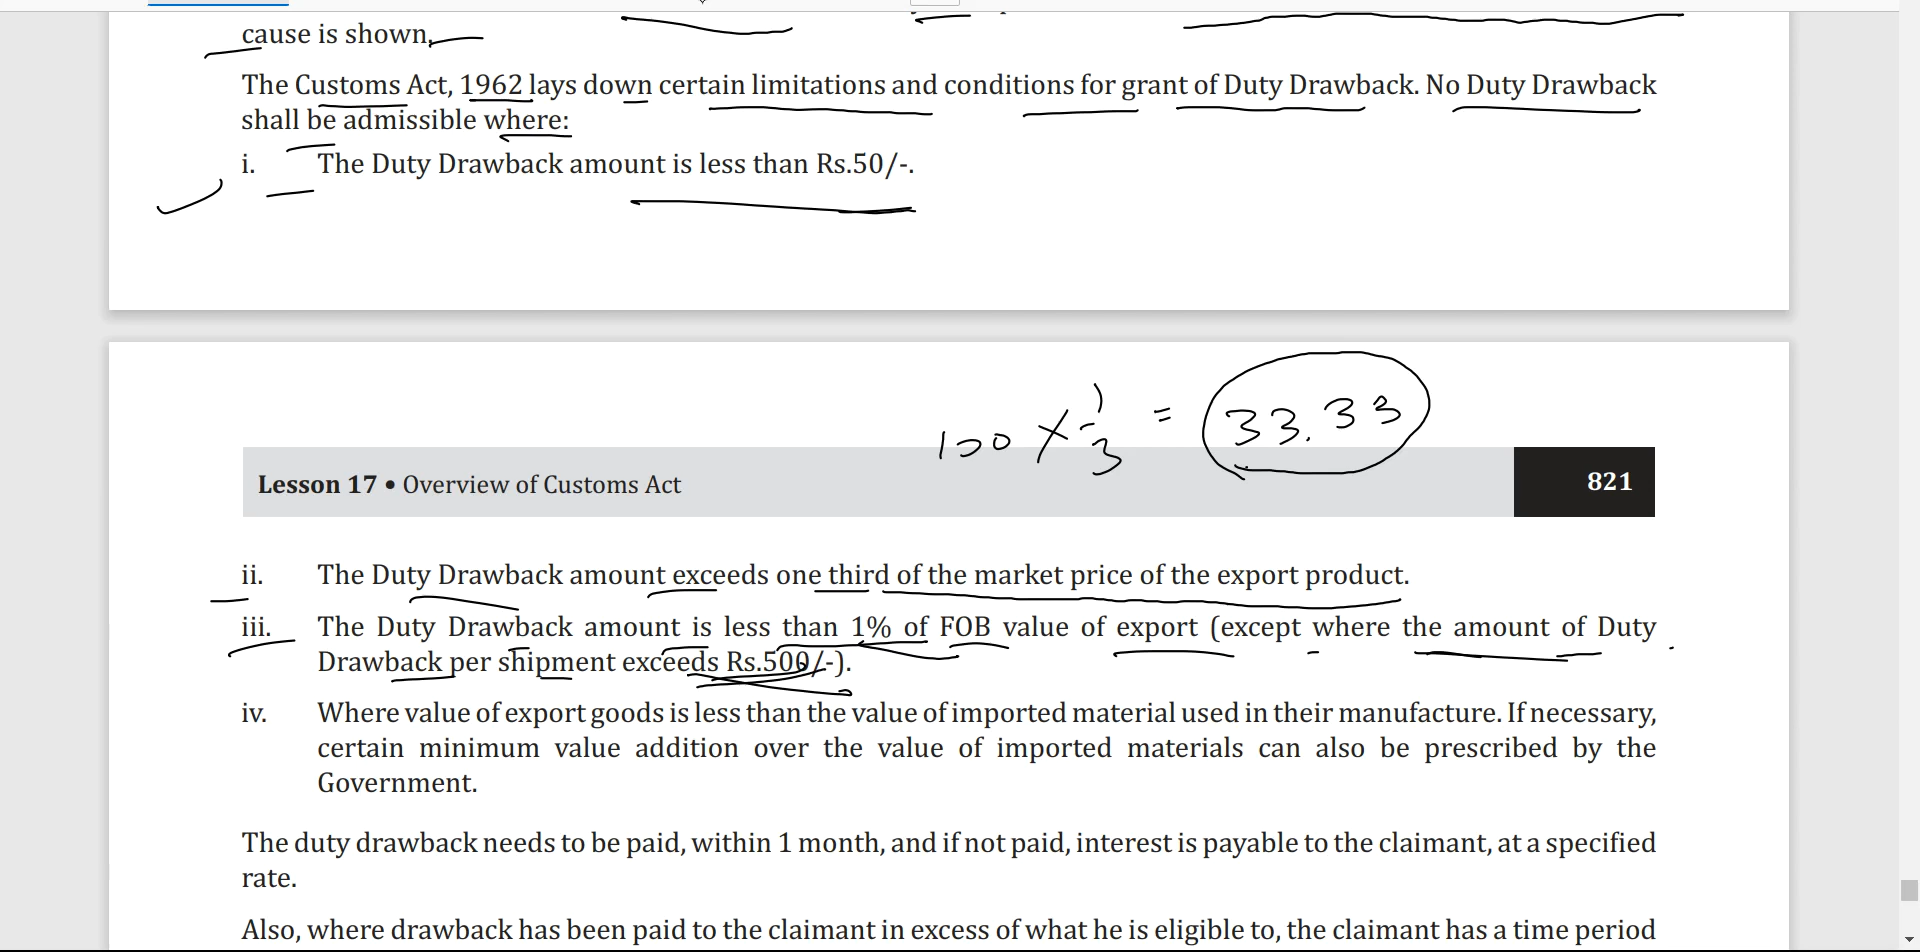 cause is shown.
The Customs Act, 1962 lays down certain limitations and conditions for grant of Duty Drawback. No Duty Drawback
shall be admissible where:
i. The Duty Drawback amount is less than Rs.50/-.
100 × 1/3 = 33.33
Lesson 17 • Overview of Customs Act 821
ii. The Duty Drawback amount exceeds one third of the market price of the export product.
iii. The Duty Drawback amount is less than 1% of FOB value of export (except where the amount of Duty
Drawback per shipment exceeds Rs.500/-).
iv. Where value of export goods is less than the value of imported material used in their manufacture. If necessary,
certain minimum value addition over the value of imported materials can also be prescribed by the
Government.
The duty drawback needs to be paid, within 1 month, and if not paid, interest is payable to the claimant, at a specified
rate.
Also, where drawback has been paid to the claimant in excess of what he is eligible to, the claimant has a time period